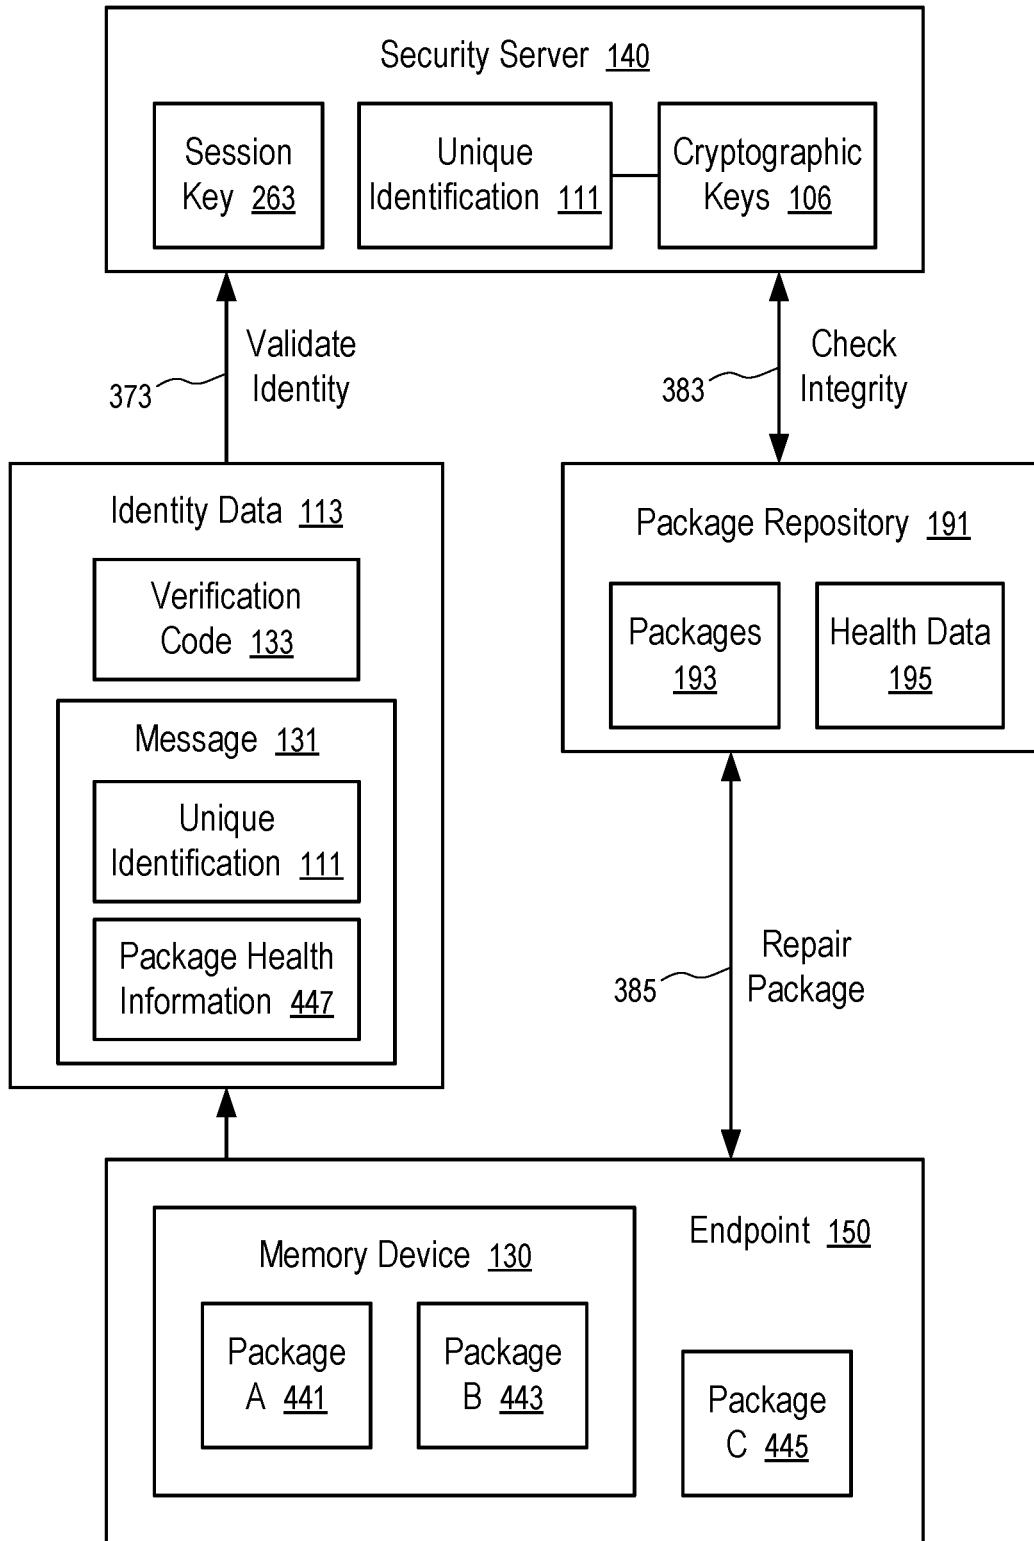 Security Server 140
Session
Key 263
Unique
Identification 111
Cryptographic
Keys 106
Validate
Identity
373
Check
Integrity
383
Identity Data 113
Verification
Code 133
Message 131
Unique
Identification 111
Package Health
Information 447
Package Repository 191
Packages
193
Health Data
195
Repair
Package
385
Endpoint 150
Memory Device 130
Package
A 441
Package
B 443
Package
C 445